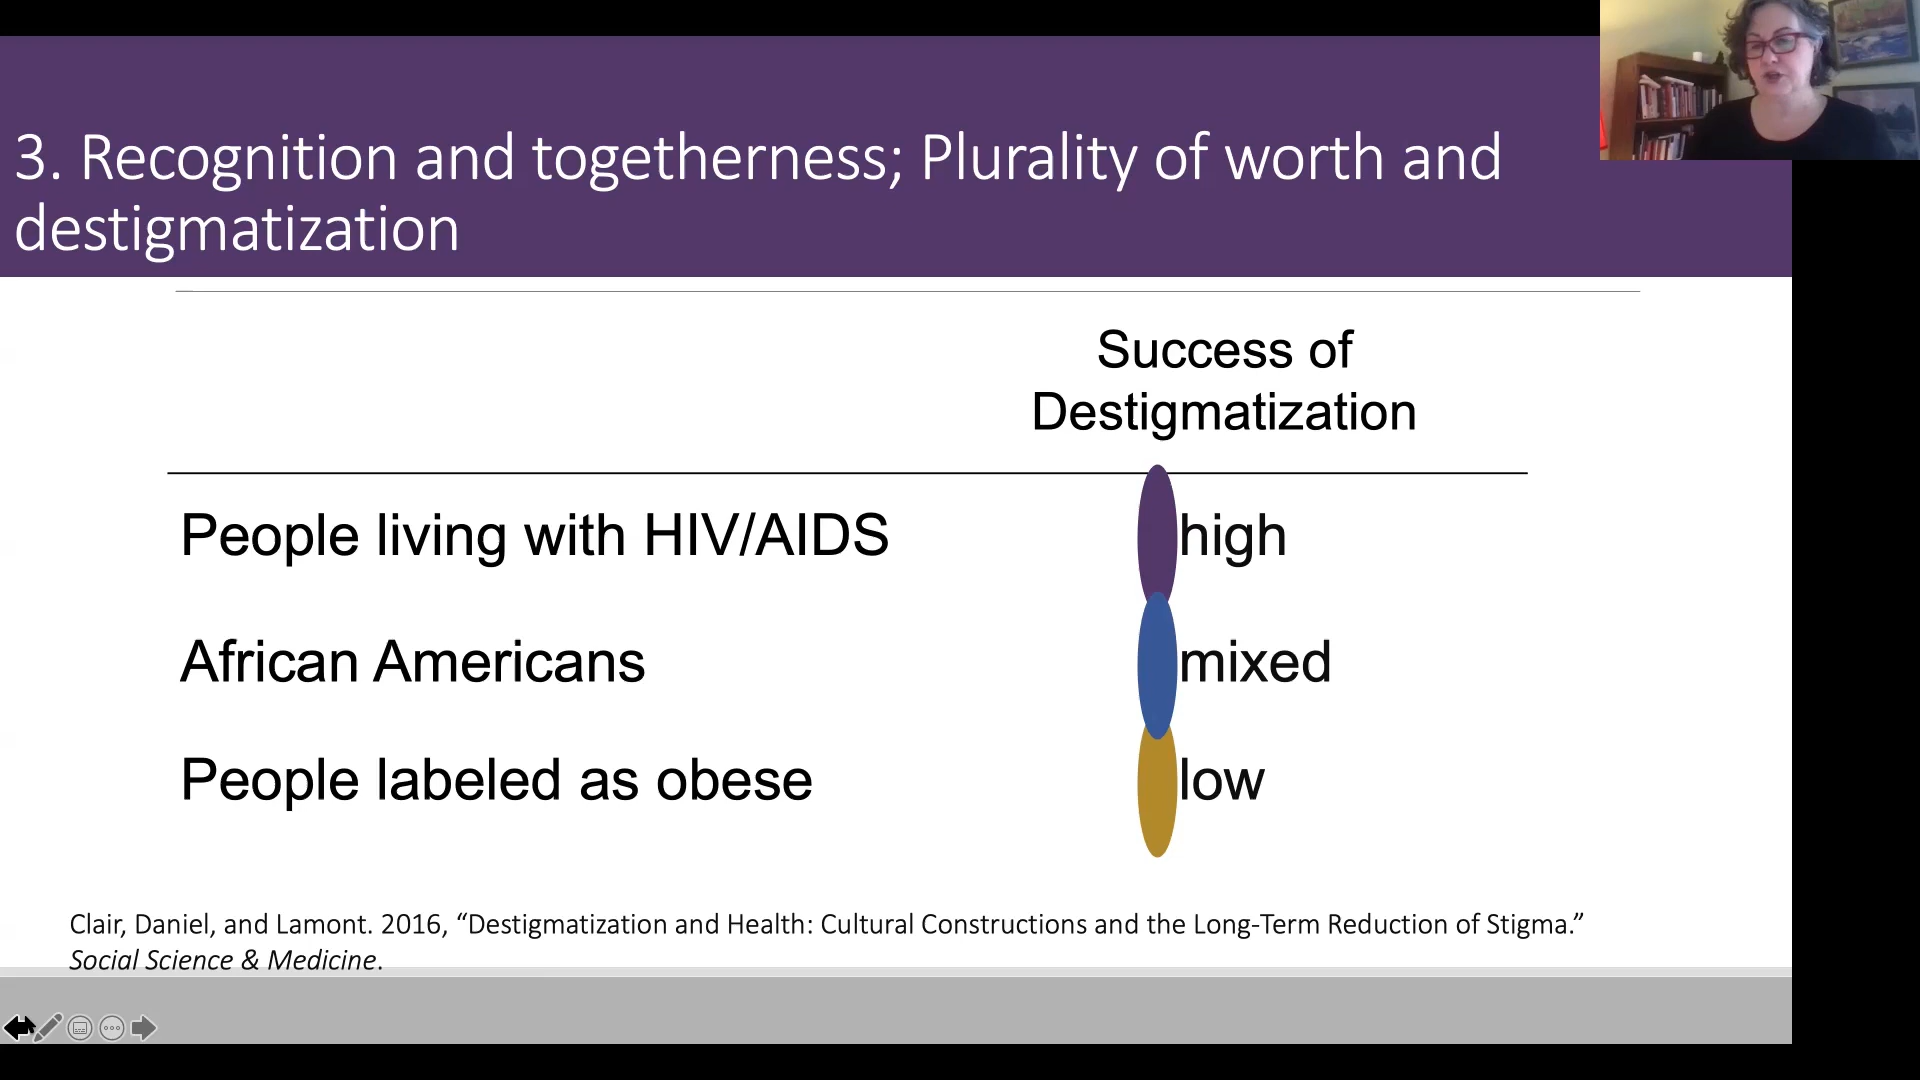 3. Recognition and togetherness; Plurality of worth and
destigmatization
Success of
Destigmatization
People living with HIV/AIDS high
African Americans mixed
People labeled as obese low
Clair, Daniel, and Lamont. 2016, “Destigmatization and Health: Cultural Constructions and the Long-Term Reduction of Stigma.”
Social Science & Medicine.